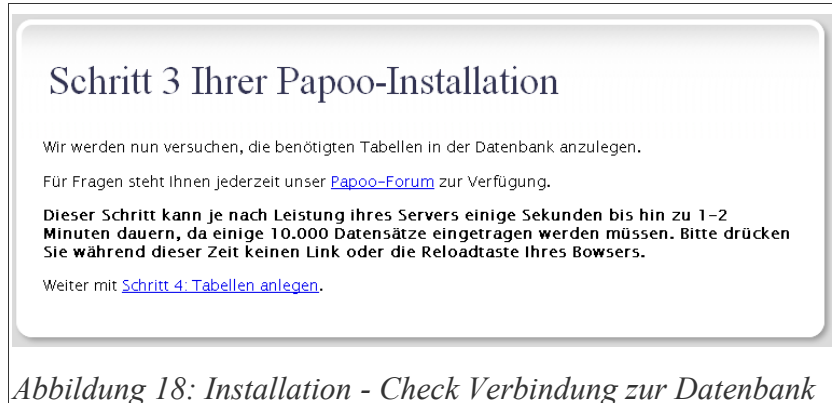 Schritt 3 Ihrer Papoo-Installation
Wir werden nun versuchen, die benötigten Tabellen in der Datenbank anzulegen.
Für Fragen steht Ihnen jederzeit unser Papoo-Forum zur Verfügung.
Dieser Schritt kann je nach Leistung ihres Servers einige Sekunden bis hin zu 1-2
Minuten dauern, da einige 10.000 Datensätze eingetragen werden müssen. Bitte drücken
Sie während dieser Zeit keinen Link oder die Reloadtaste Ihres Bowsers.
Weiter mit Schritt 4: Tabellen anlegen.
Abbildung 18: Installation - Check Verbindung zur Datenbank